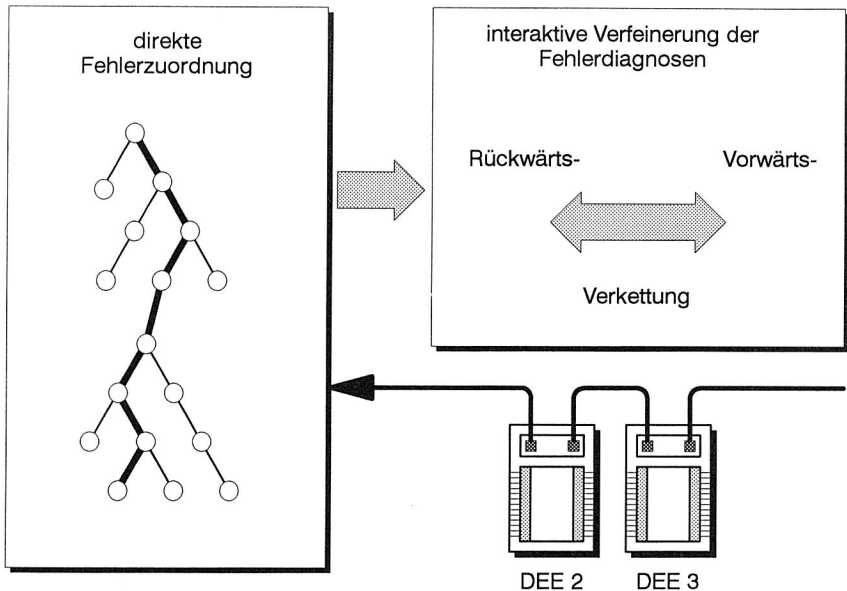 direkte
Fehlerzuordnung
interaktive Verfeinerung der
Fehlerdiagnosen
Rückwärts-
Vorwärts-
Verkettung
DEE 2
DEE 3